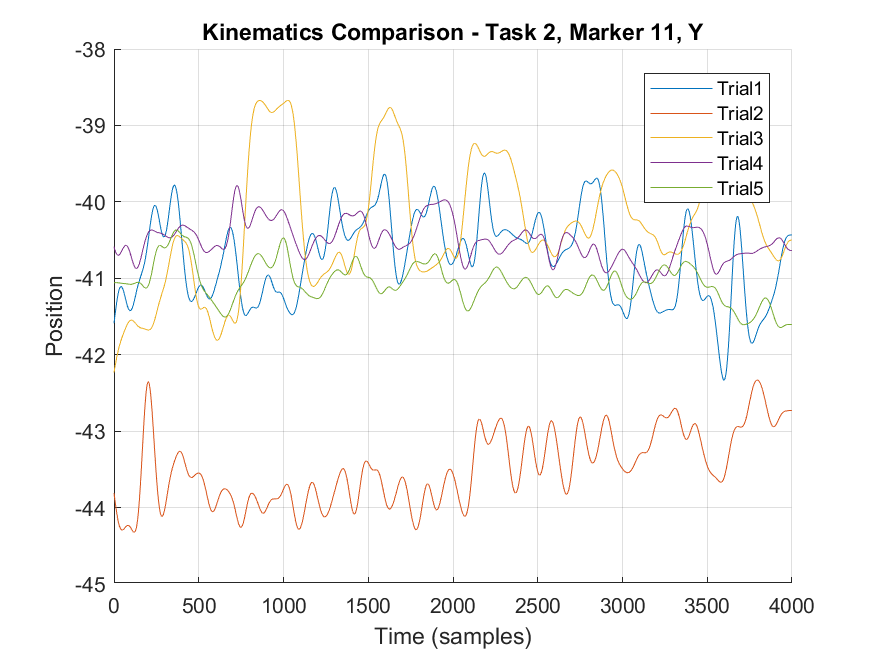 Kinematics Comparison - Task 2, Marker 11, Y
-38
-39
-40
-41
-42
-43
-44
-45
Position
Trial1
Trial2
Trial3
Trial4
Trial5
0 500 1000 1500 2000 2500 3000 3500 4000
Time (samples)